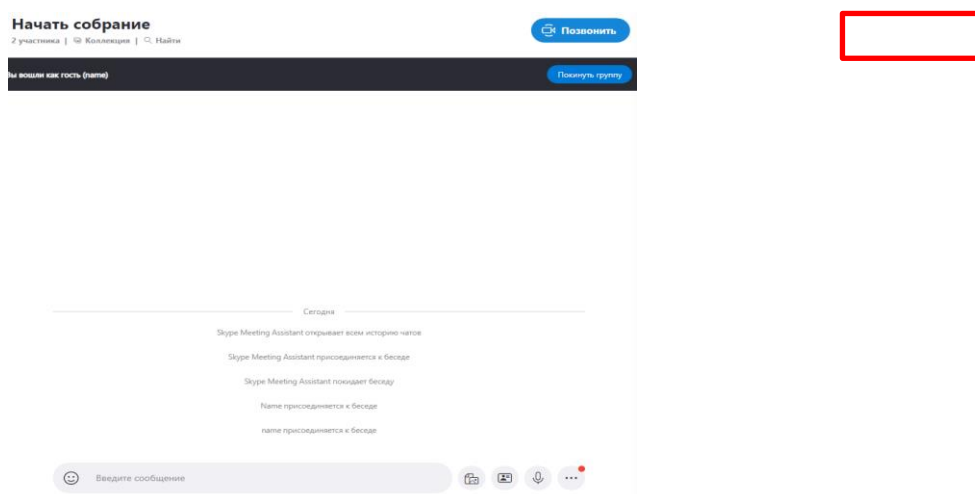 Начать собрание
Позвонить
2 участника | Коллекция | Найти
Вы вошли как гость (name)
Покинуть группу
Сегодня
Skype Meeting Assistant открывает всем историю чатов
Skype Meeting Assistant присоединяется к беседе
Skype Meeting Assistant покидает беседу
Name присоединяется к беседе
name присоединяется к беседе
Введите сообщение